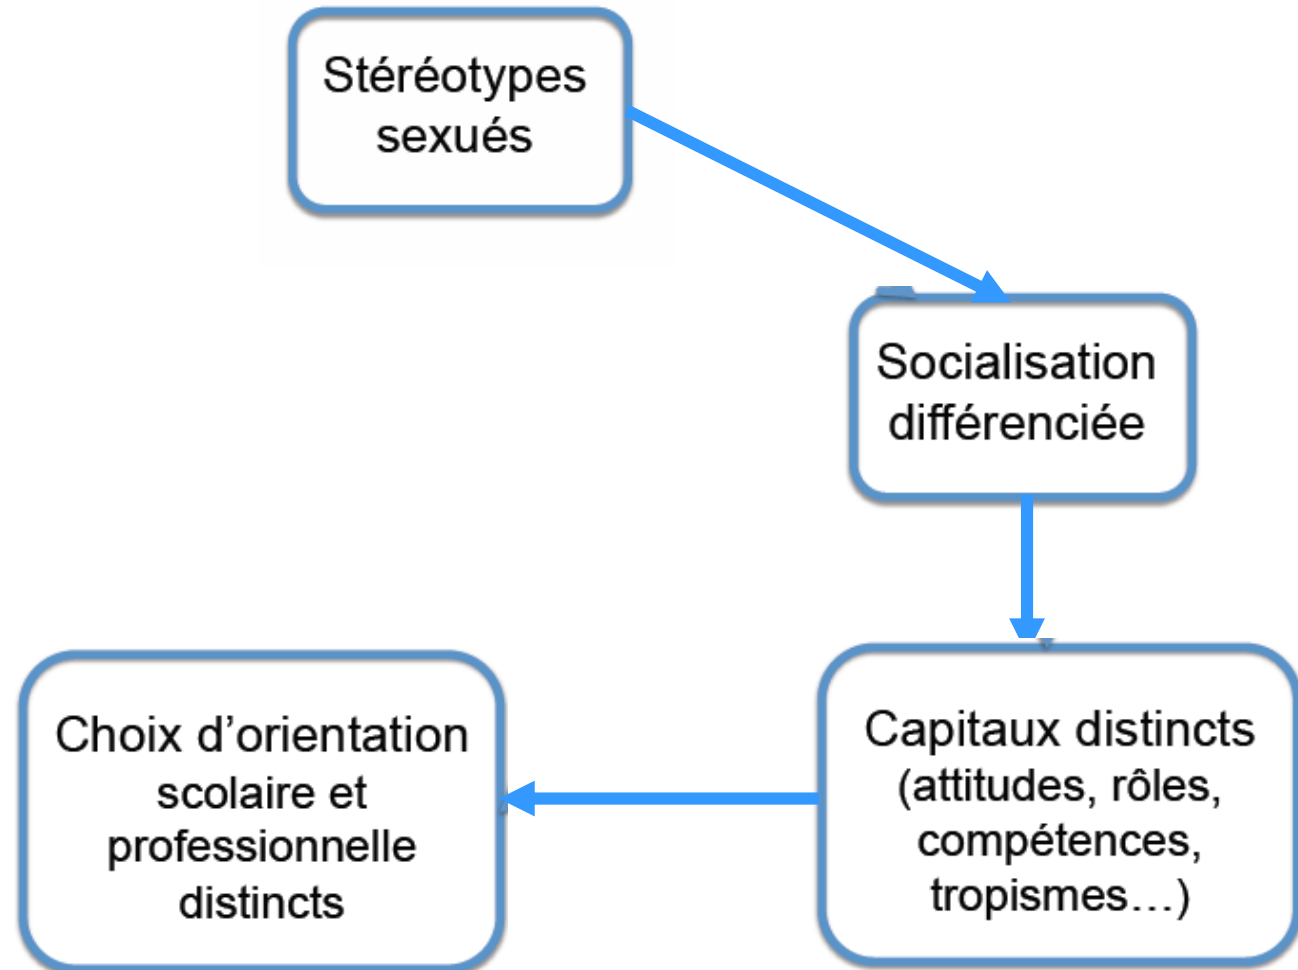 Stéréotypes
sexués
Socialisation
différenciée
Capitaux distincts
(attitudes, rôles,
compétences,
tropismes…)
Choix d’orientation
scolaire et
professionnelle
distincts